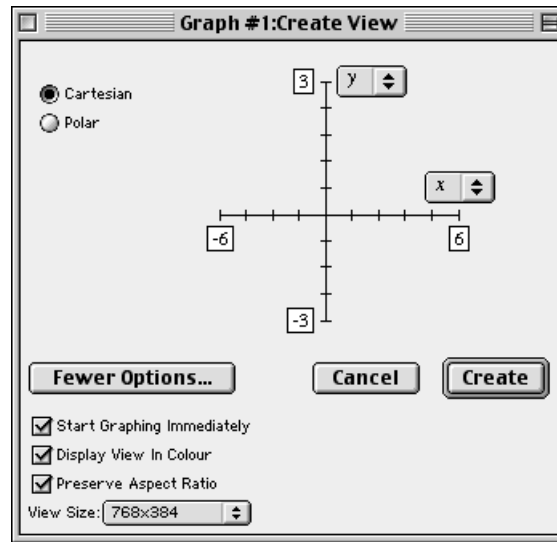 Graph #1:Create View
Cartesian
Polar
3 y
x
-6 6
-3
Fewer Options... Cancel Create
Start Graphing Immediately
Display View In Colour
Preserve Aspect Ratio
View Size: 768x384